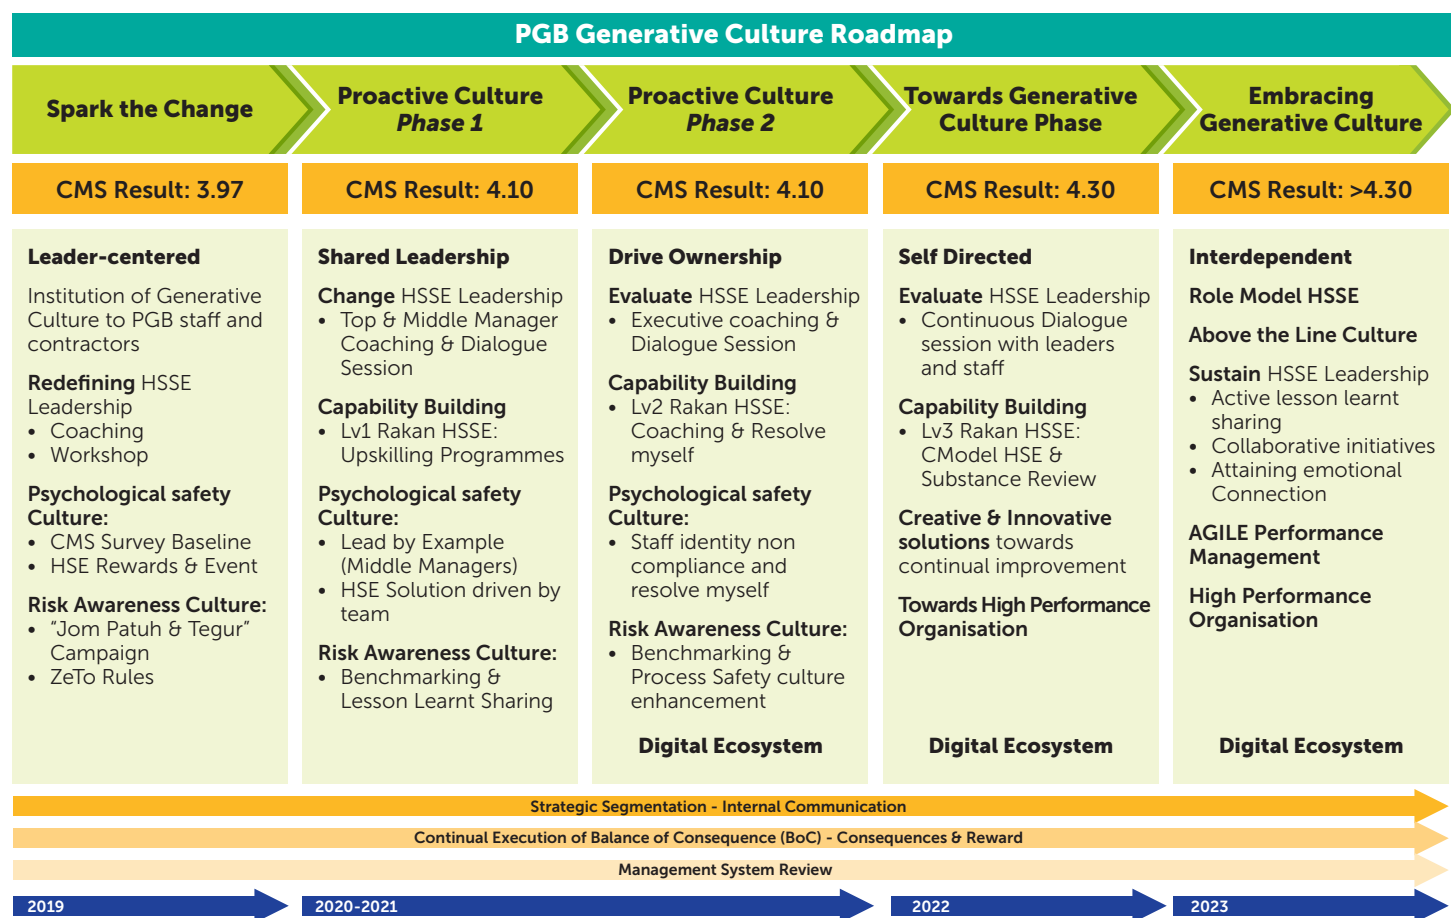 PGB Generative Culture Roadmap
Spark the Change
Proactive Culture
Phase 1
Proactive Culture
Phase 2
Towards Generative
Culture Phase
Embracing
Generative Culture
CMS Result: 3.97
CMS Result: 4.10
CMS Result: 4.10
CMS Result: 4.30
CMS Result: >4.30
Leader-centered
Institution of Generative
Culture to PGB staff and
contractors
Redefining HSSE
Leadership
• Coaching
• Workshop
Psychological safety
Culture:
• CMS Survey Baseline
• HSE Rewards & Event
Risk Awareness Culture:
• “Jom Patuh & Tegur”
Campaign
• ZeTo Rules
Shared Leadership
Change HSSE Leadership
• Top & Middle Manager
Coaching & Dialogue
Session
Capability Building
• Lv1 Rakan HSSE:
Upskilling Programmes
Psychological safety
Culture:
• Lead by Example
(Middle Managers)
• HSE Solution driven by
team
Risk Awareness Culture:
• Benchmarking &
Lesson Learnt Sharing
Drive Ownership
Evaluate HSSE Leadership
• Executive coaching &
Dialogue Session
Capability Building
• Lv2 Rakan HSSE:
Coaching & Resolve
myself
Psychological safety
Culture:
• Staff identity non
compliance and
resolve myself
Risk Awareness Culture:
• Benchmarking &
Process Safety culture
enhancement
Digital Ecosystem
Self Directed
Evaluate HSSE Leadership
• Continuous Dialogue
session with leaders
and staff
Capability Building
• Lv3 Rakan HSSE:
CModel HSE &
Substance Review
Creative & Innovative
solutions towards
continual improvement
Towards High Performance
Organisation
Digital Ecosystem
Interdependent
Role Model HSSE
Above the Line Culture
Sustain HSSE Leadership
• Active lesson learnt
sharing
• Collaborative initiatives
• Attaining emotional
Connection
AGILE Performance
Management
High Performance
Organisation
Digital Ecosystem
Strategic Segmentation - Internal Communication
Continual Execution of Balance of Consequence (BoC) - Consequences & Reward
Management System Review
2019
2020-2021
2022
2023